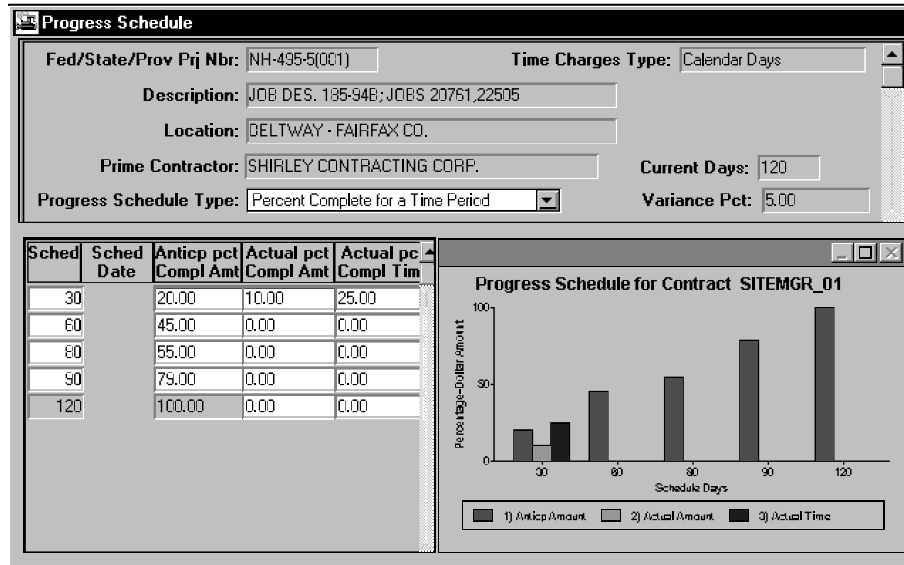 Progress Schedule
Fed/State/Prov Prj Nbr: NH-495-5(001) Time Charges Type: Calendar Days
Description: JOB DES. 185-94B; JOBS 20761,22505
Location: BELTWAY - FAIRFAX CO.
Prime Contractor: SHIRLEY CONTRACTING CORP. Current Days: 120
Progress Schedule Type: Percent Complete for a Time Period Variance Pct: 5.00
Sched Sched Anticp pct Actual pct Actual pc
Date Compl Amt Compl Amt Compl Tim
30 20.00 10.00 25.00
60 45.00 0.00 0.00
80 55.00 0.00 0.00
90 79.00 0.00 0.00
120 100.00 0.00 0.00
Progress Schedule for Contract SITEMGR_01
Percentage-Dollar Amount
100
50
0
30 60 80 90 120
Schedule Days
1) Anticp Amount 2) Actual Amount 3) Actual Time